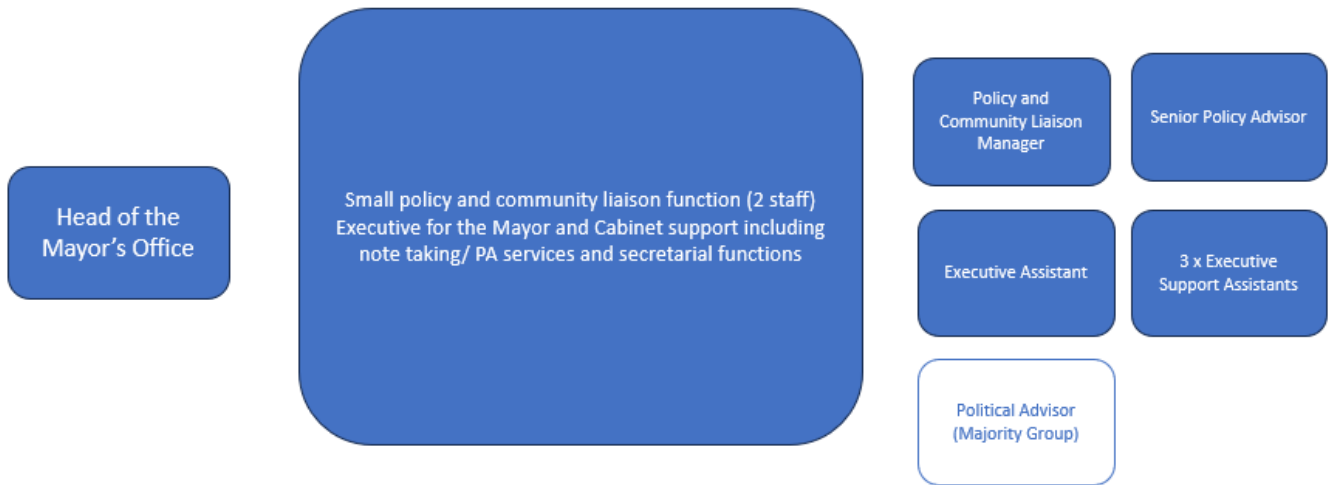 Head of the
Mayor’s Office
Small policy and community liaison function (2 staff)
Executive for the Mayor and Cabinet support including
note taking/ PA services and secretarial functions
Policy and
Community Liaison
Manager
Senior Policy Advisor
Executive Assistant
3 x Executive
Support Assistants
Political Advisor
(Majority Group)